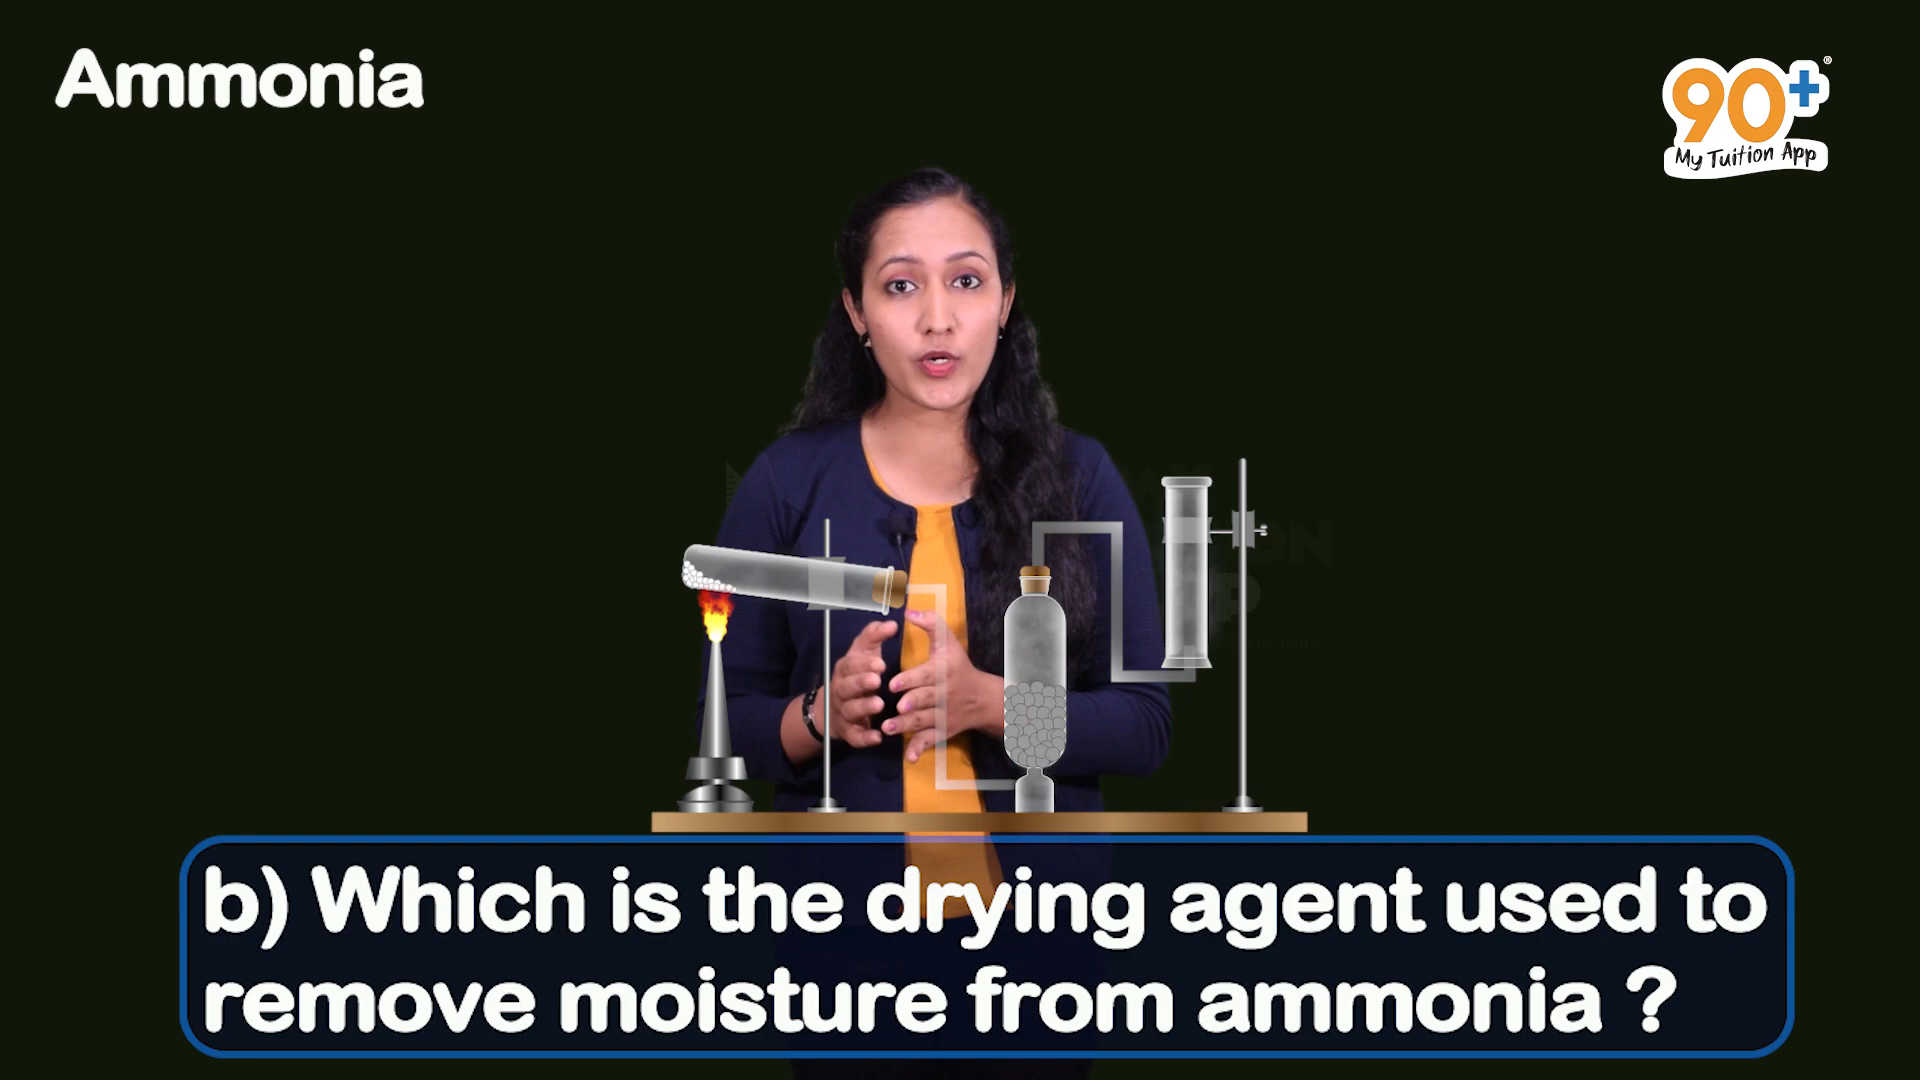 Ammonia
90+
My Tuition App
b) Which is the drying agent used to
remove moisture from ammonia ?